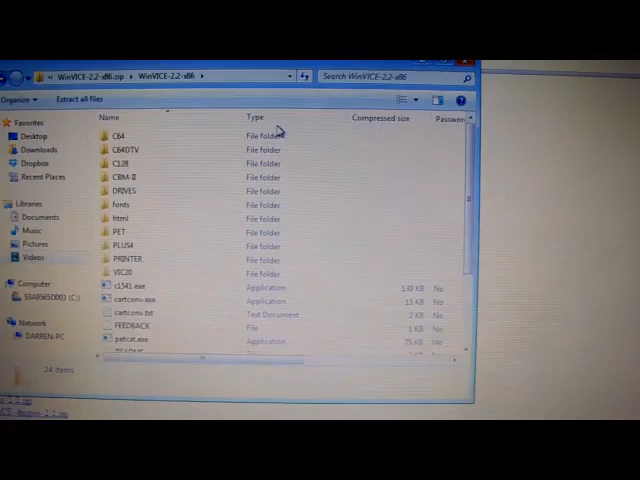 « WinVICE-2.2-x86.zip ▸ WinVICE-2.2-x86 ▸
Search WinVICE-2.2-x86
Organize
Extract all files
Name Type Compressed size Passwor
Favorites
Desktop
Downloads
Dropbox
Recent Places
Libraries
Documents
Music
Pictures
Videos
Computer
Network
DARREN-PC
C64 File folder
C64DTV File folder
C128 File folder
CBM-II File folder
DRIVES File folder
fonts File folder
html File folder
PET File folder
PLUS4 File folder
PRINTER File folder
VIC20 File folder
c1541.exe Application 139 KB No
cartconv.exe Application 15 KB No
cartconv.txt Text Document 2 KB No
FEEDBACK File 1 KB No
petcat.exe Application 75 KB No
README
24 items